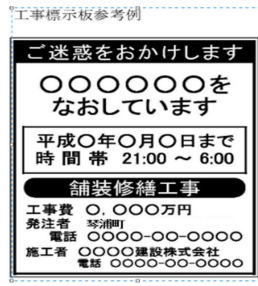 工事標示板参考例
ご迷惑をおかけします
〇〇〇〇〇〇を
なおしています
平成〇年〇月〇日まで
時間帯 21:00 ～ 6:00
舗装修繕工事
工事費 〇，〇〇〇万円
発注者 琴浦町
電話 〇〇〇〇-〇〇-〇〇〇〇
施工者 〇〇〇〇建設株式会社
電話 〇〇〇〇-〇〇-〇〇〇〇